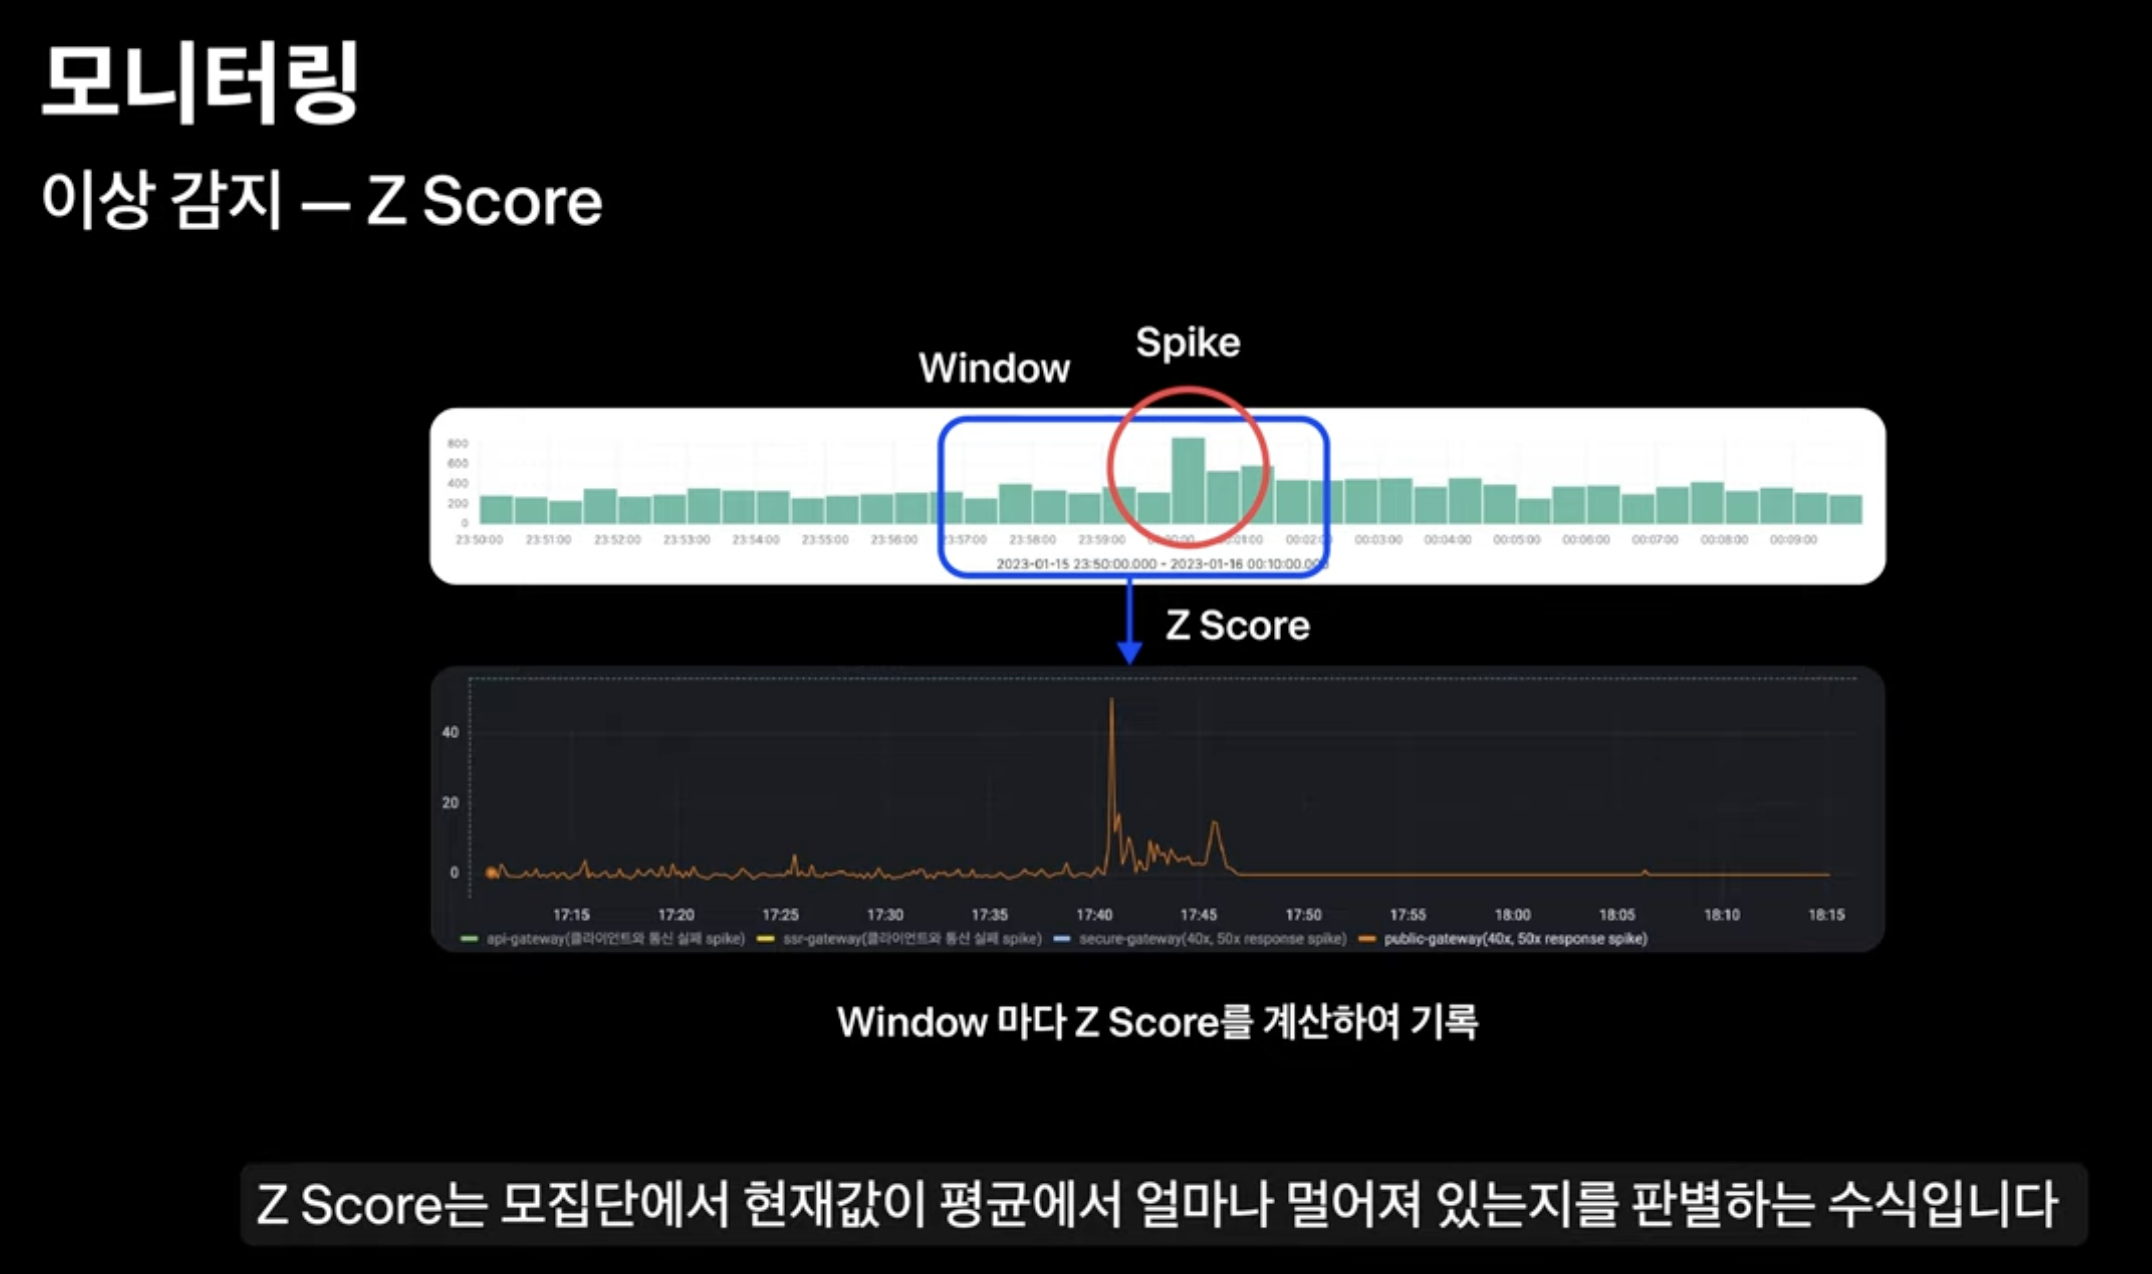 모니터링
이상 감지 — Z Score
Spike
Window
800
600
400
200
0
23:50:00 23:51:00 23:52:00 23:53:00 23:54:00 23:55:00 23:56:00 23:57:00 23:58:00 23:59:00 00:02:00 00:03:00 00:04:00 00:05:00 00:06:00 00:07:00 00:08:00 00:09:00
2023-01-15 23:50:00.000 - 2023-01-16 00:10:00.000
Z Score
40
20
0
17:15 17:20 17:25 17:30 17:35 17:40 17:45 17:50 17:55 18:00 18:05 18:10 18:15
api-gateway(클라이언트와 통신 실패 spike) ssr-gateway(클라이언트와 통신 실패 spike) secure-gateway(40x, 50x response spike) public-gateway(40x, 50x response spike)
Window 마다 Z Score를 계산하여 기록
Z Score는 모집단에서 현재값이 평균에서 얼마나 멀어져 있는지를 판별하는 수식입니다